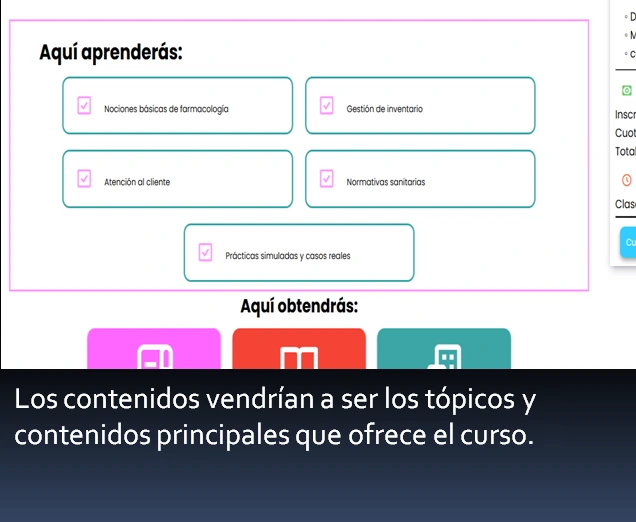 Aquí aprenderás:
Nociones básicas de farmacología
Gestión de inventario
Atención al cliente
Normativas sanitarias
Prácticas simuladas y casos reales
Aquí obtendrás:
Los contenidos vendrían a ser los tópicos y
contenidos principales que ofrece el curso.